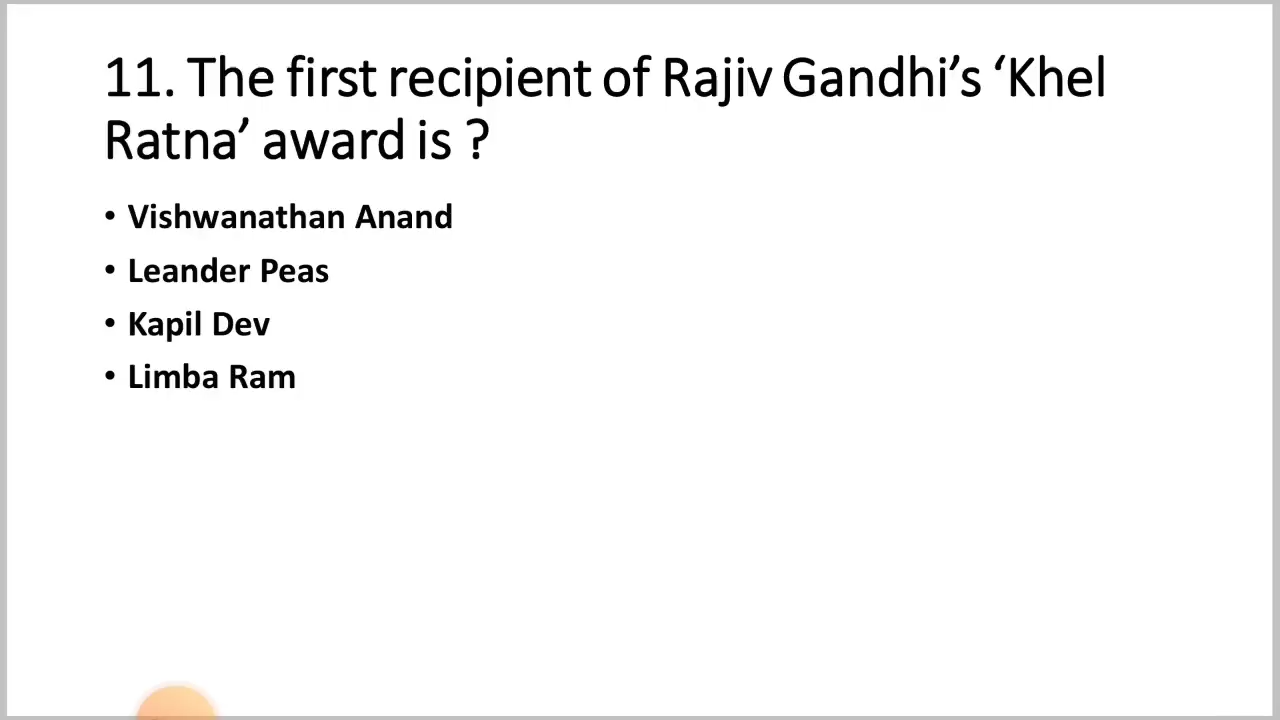 11. The first recipient of Rajiv Gandhi’s ‘Khel
Ratna’ award is ?
• Vishwanathan Anand
• Leander Peas
• Kapil Dev
• Limba Ram